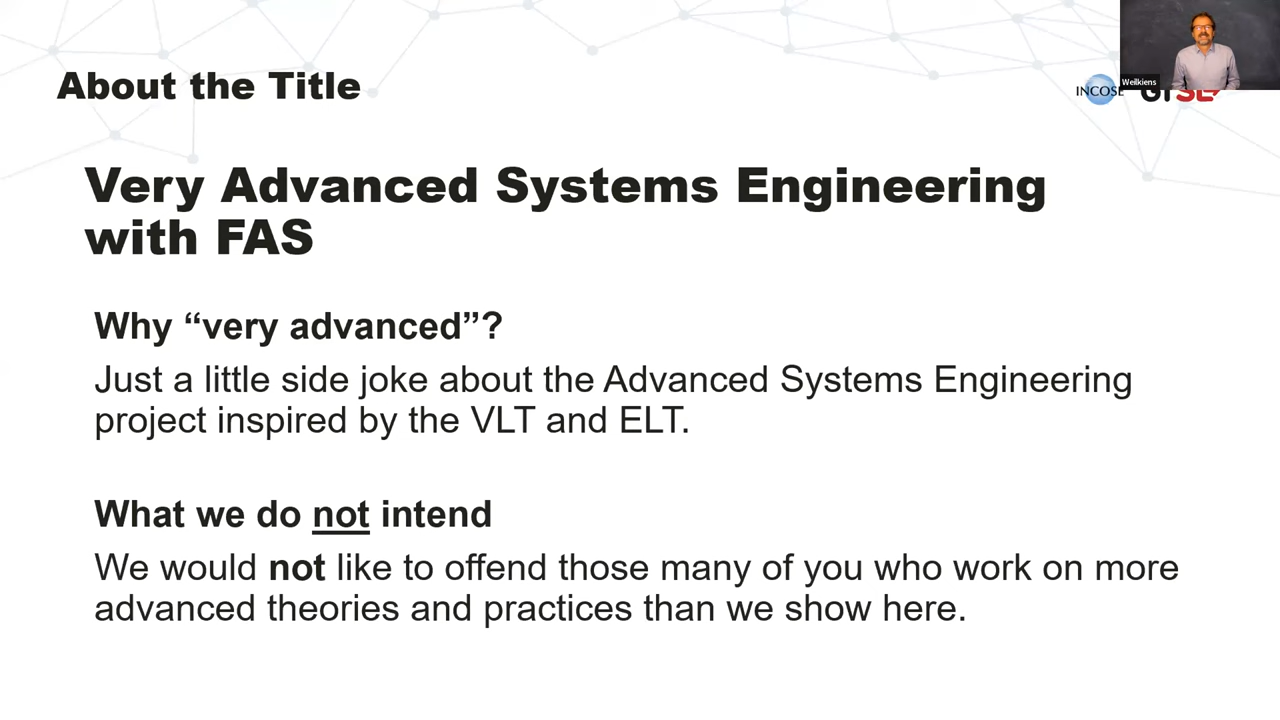 Weilkiens
About the Title
INCOSE
Very Advanced Systems Engineering
with FAS
Why “very advanced”?
Just a little side joke about the Advanced Systems Engineering
project inspired by the VLT and ELT.
What we do not intend
We would not like to offend those many of you who work on more
advanced theories and practices than we show here.